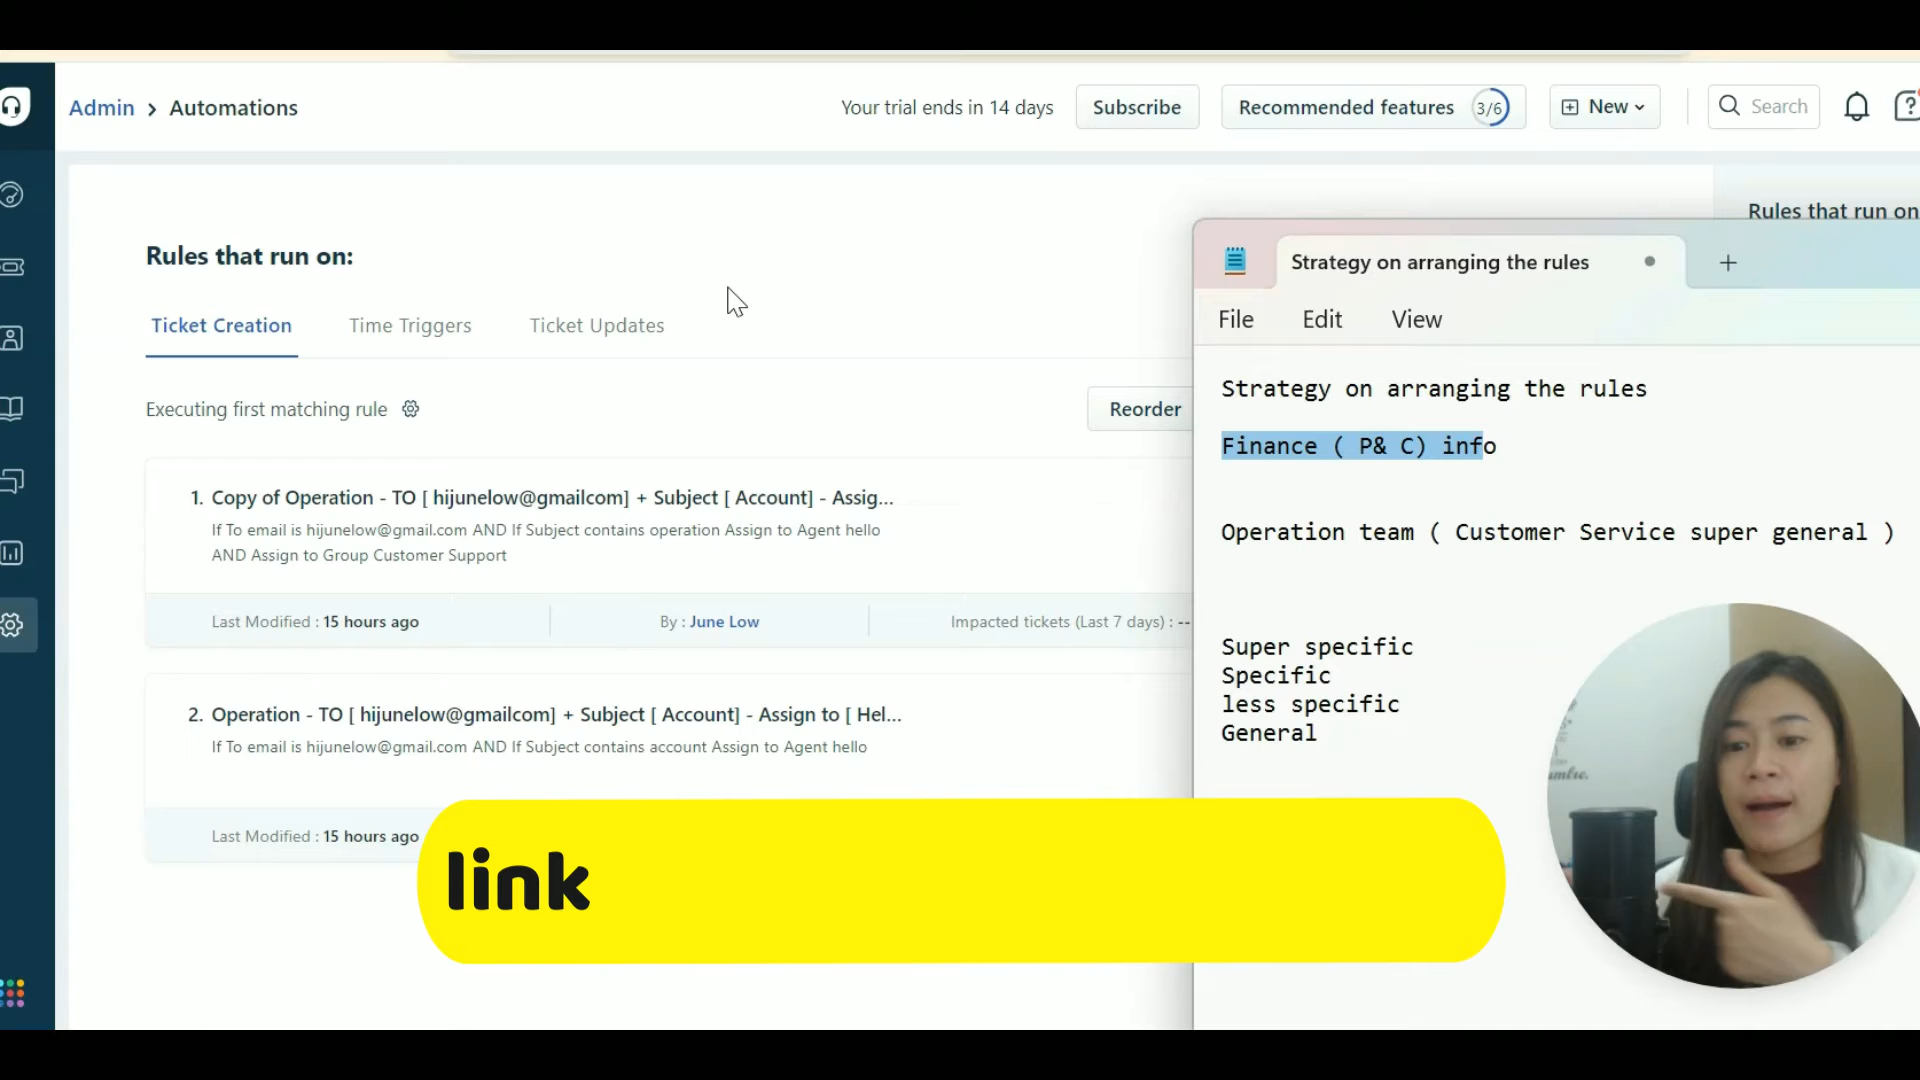 Admin > Automations
Your trial ends in 14 days
Subscribe
Recommended features 3/6
New
Search
Rules that run on:
Ticket Creation
Time Triggers
Ticket Updates
Executing first matching rule
Reorder
1. Copy of Operation - TO [ hijunelow@gmailcom] + Subject [ Account] - Assig...
If To email is hijunelow@gmail.com AND If Subject contains operation Assign to Agent hello
AND Assign to Group Customer Support
Last Modified : 15 hours ago
By : June Low
Impacted tickets (Last 7 days) : --
2. Operation - TO [ hijunelow@gmailcom] + Subject [ Account] - Assign to [ Hel...
If To email is hijunelow@gmail.com AND If Subject contains account Assign to Agent hello
Last Modified : 15 hours ago
Rules that run on
Strategy on arranging the rules
File
Edit
View
Strategy on arranging the rules
Finance ( P& C) info
Operation team ( Customer Service super general )
Super specific
Specific
less specific
General
link